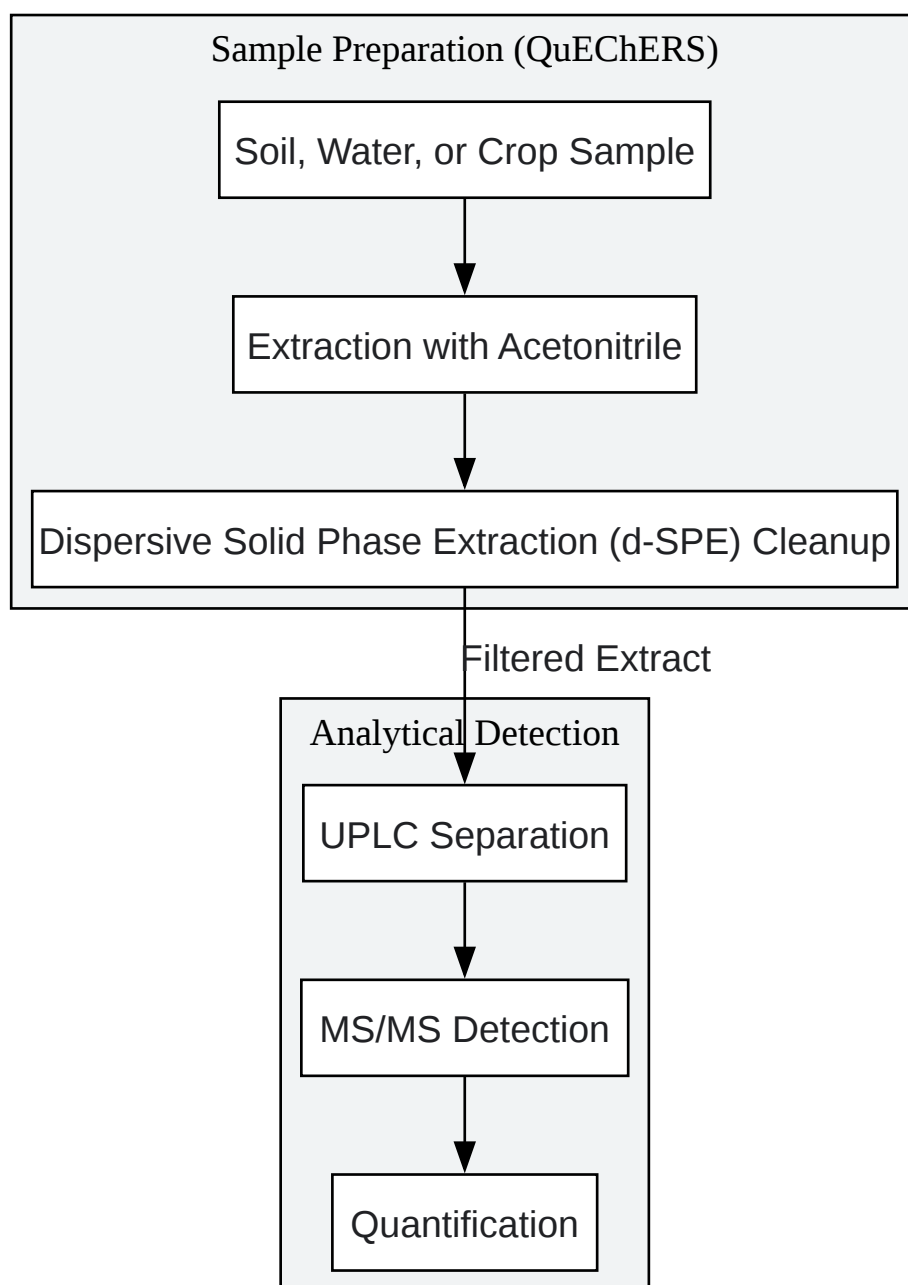 Sample Preparation (QuEChERS)
Soil, Water, or Crop Sample
Extraction with Acetonitrile
Dispersive Solid Phase Extraction (d-SPE) Cleanup
Filtered Extract
Analytical Detection
UPLC Separation
MS/MS Detection
Quantification